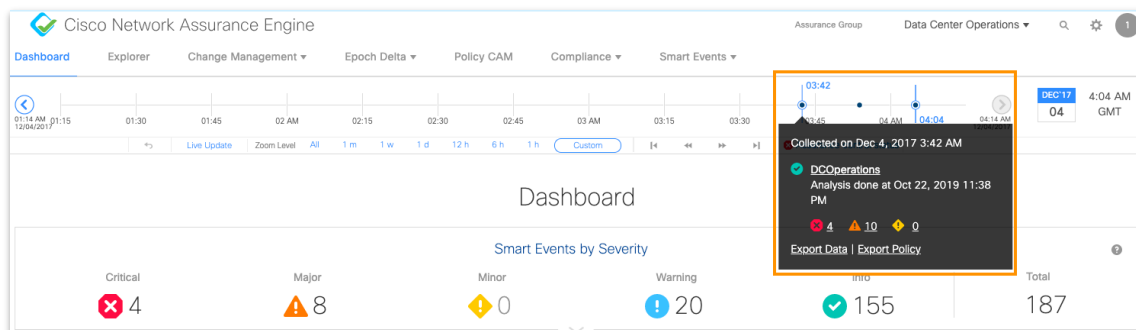 Cisco Network Assurance Engine
Assurance Group
Data Center Operations
1
Dashboard
Explorer
Change Management
Epoch Delta
Policy CAM
Compliance
Smart Events
03:42
01:14 AM
12/04/2017
01:15
01:30
01:45
02 AM
02:15
02:30
02:45
03 AM
03:15
03:30
03:45
04 AM
04:04
04:14 AM
12/04/2017
DEC'17
04
4:04 AM
GMT
Live Update
Zoom Level
All
1 m
1 w
1 d
12 h
6 h
1 h
Custom
Collected on Dec 4, 2017 3:42 AM
DCOperations
Analysis done at Oct 22, 2019 11:38
PM
4
10
0
Export Data | Export Policy
Dashboard
Smart Events by Severity
?
Critical
Major
Minor
Warning
Info
Total
4
8
0
20
155
187